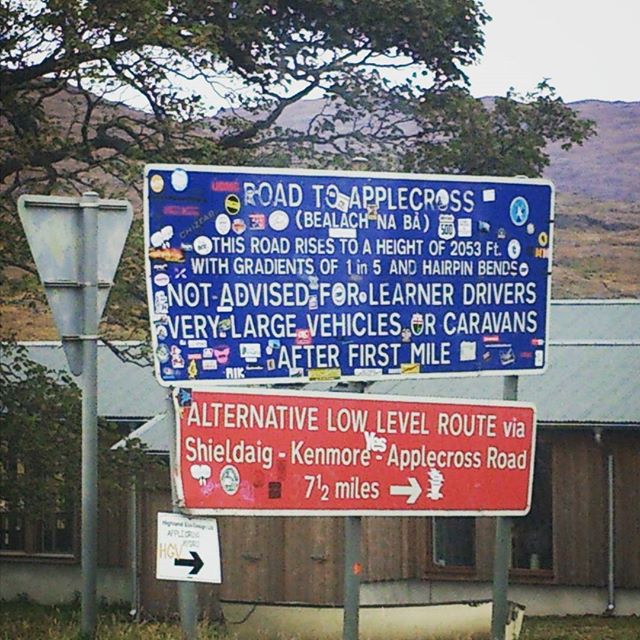 ROAD TO APPLECROSS
(BEALACH NA BÀ)
THIS ROAD RISES TO A HEIGHT OF 2053 Ft.
WITH GRADIENTS OF 1 in 5 AND HAIRPIN BENDS
NOT ADVISED FOR LEARNER DRIVERS
VERY LARGE VEHICLES OR CARAVANS
AFTER FIRST MILE
ALTERNATIVE LOW LEVEL ROUTE via
Yes
Shieldaig - Kenmore - Applecross Road
7½ miles
APPLECROSS
HYDRO
HGV